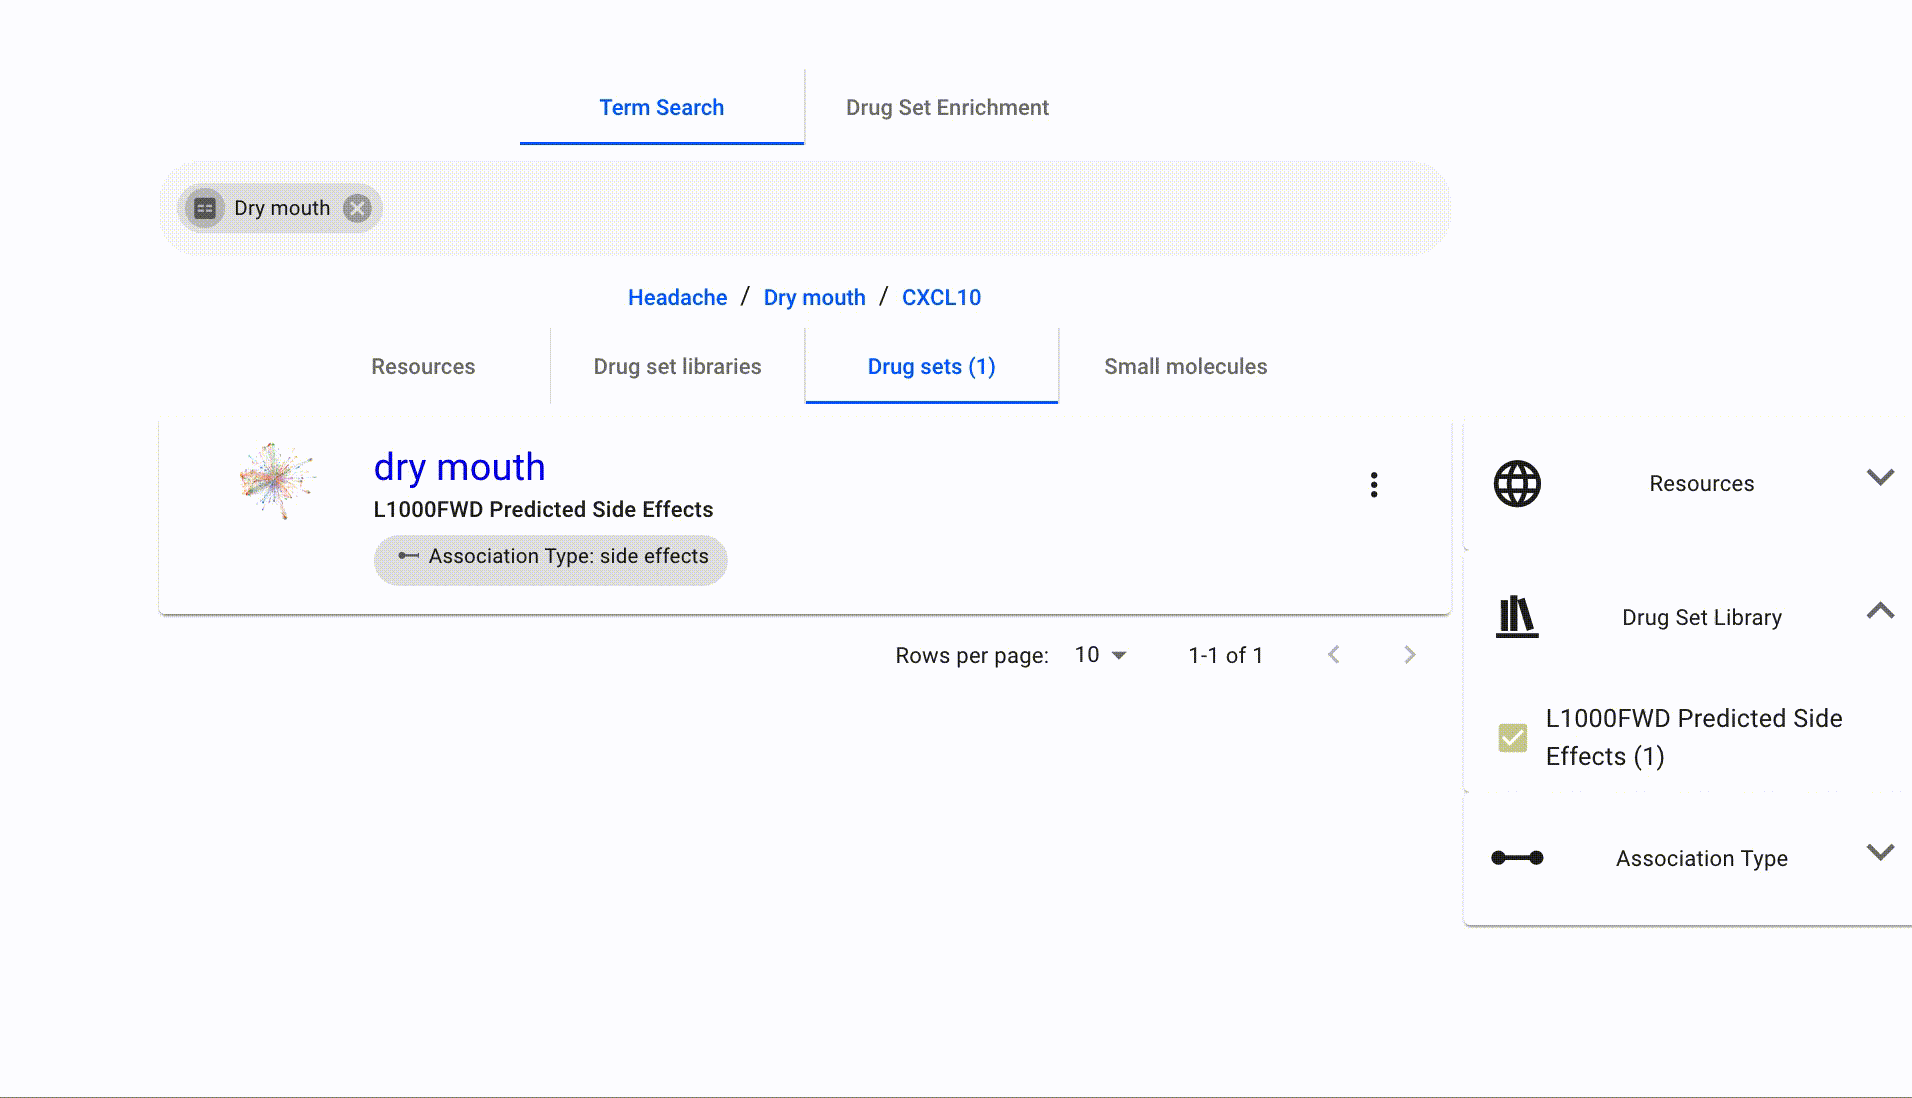 Term Search
Drug Set Enrichment
Dry mouth
Headache / Dry mouth / CXCL10
Resources
Drug set libraries
Drug sets (1)
Small molecules
dry mouth
L1000FWD Predicted Side Effects
Association Type: side effects
Rows per page: 10
1-1 of 1
Resources
Drug Set Library
L1000FWD Predicted Side
Effects (1)
Association Type